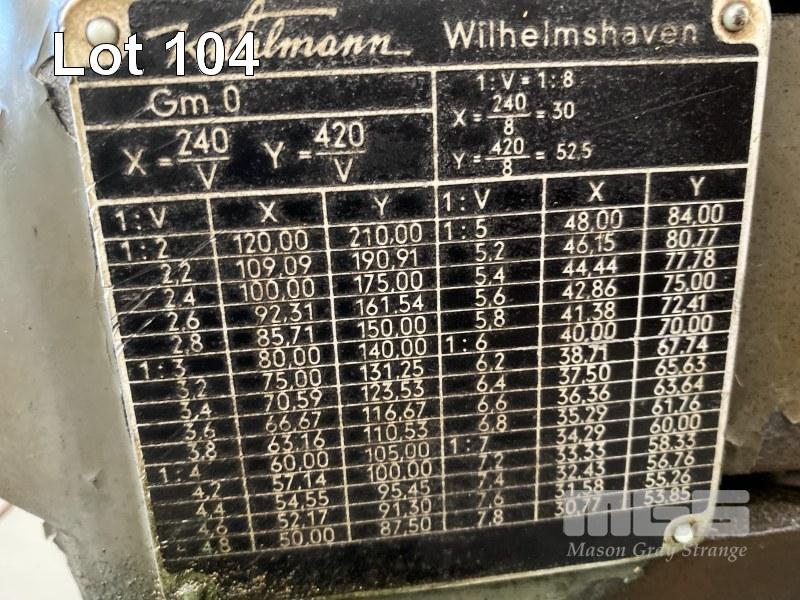 Lot 104
Kuhlmann Wilhelmshaven
Gm 0
X = 240/V Y = 420/V
1 : V = 1 : 8
X = 240/8 = 30
Y = 420/8 = 52,5
1 : V X Y 1 : V X Y
1 : 2 120,00 210,00 1 : 5 48,00 84,00
2,2 109,09 190,91 5,2 46,15 80,77
2,4 100,00 175,00 5,4 44,44 77,78
2,6 92,31 161,54 5,6 42,86 75,00
2,8 85,71 150,00 5,8 41,38 72,41
1 : 3 80,00 140,00 1 : 6 40,00 70,00
3,2 75,00 131,25 6,2 38,71 67,74
3,4 70,59 123,53 6,4 37,50 65,63
3,6 66,67 116,67 6,6 36,36 63,64
3,8 63,16 110,53 6,8 35,29 61,76
1 : 4 60,00 105,00 1 : 7 34,29 60,00
4,2 57,14 100,00 7,2 33,33 58,33
4,4 54,55 95,45 7,4 32,43 56,76
4,6 52,17 91,30 7,6 31,58 55,26
4,8 50,00 87,50 7,8 30,77 53,85
MGS
Mason Gray Strange